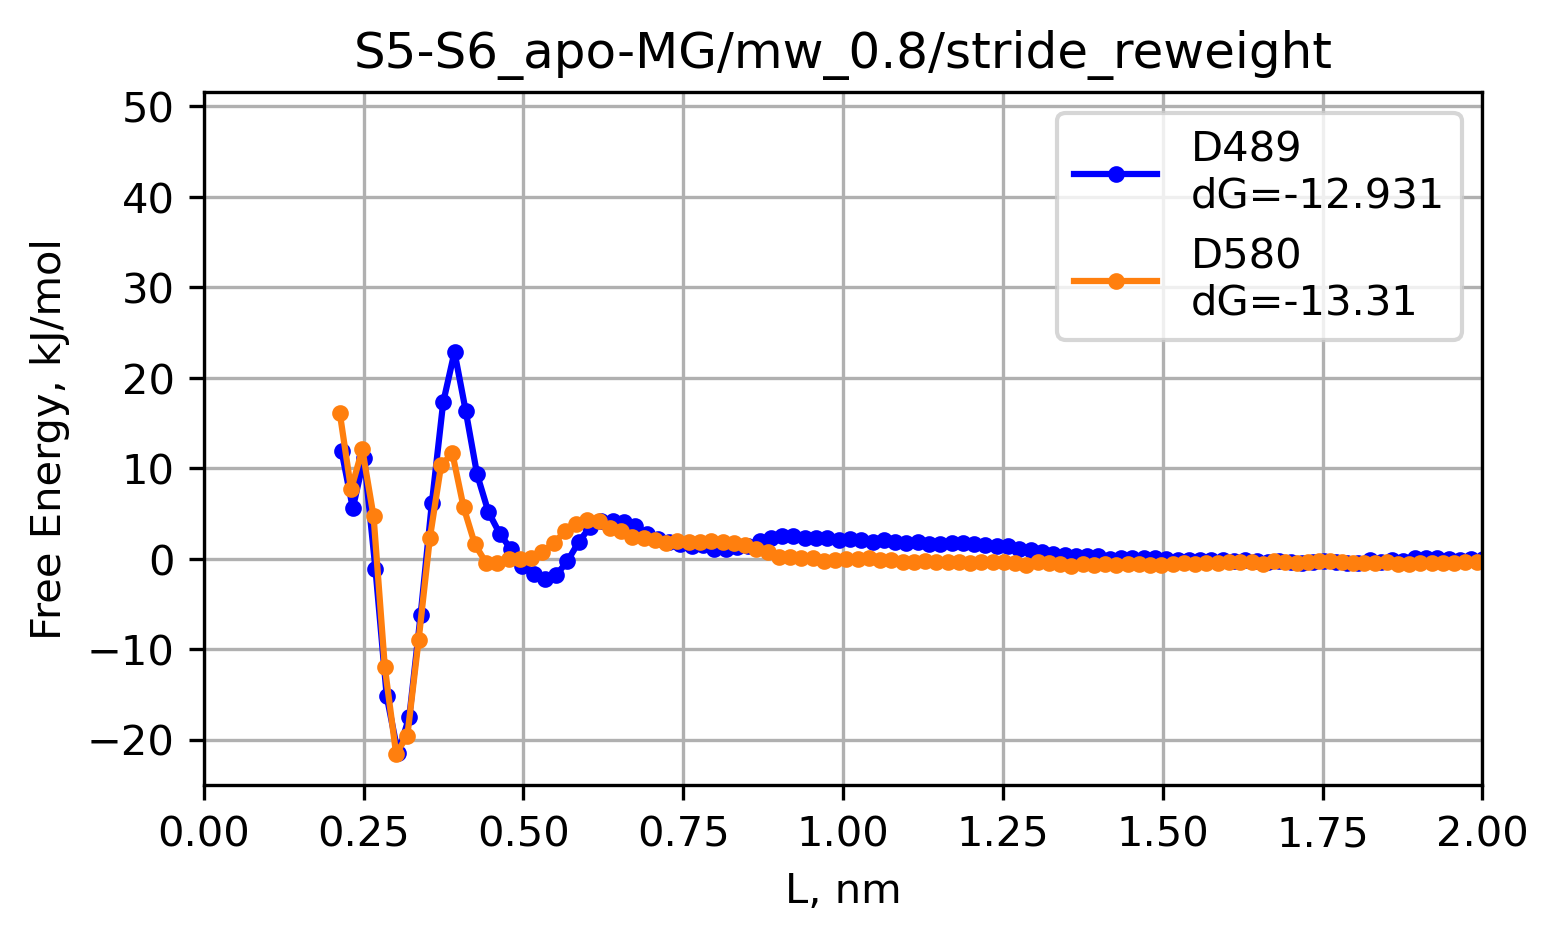 S5-S6_apo-MG/mw_0.8/stride_reweight
50
40
30
20
10
0
−10
−20
Free Energy, kJ/mol
D489
dG=-12.931
D580
dG=-13.31
0.00 0.25 0.50 0.75 1.00 1.25 1.50 1.75 2.00
L, nm